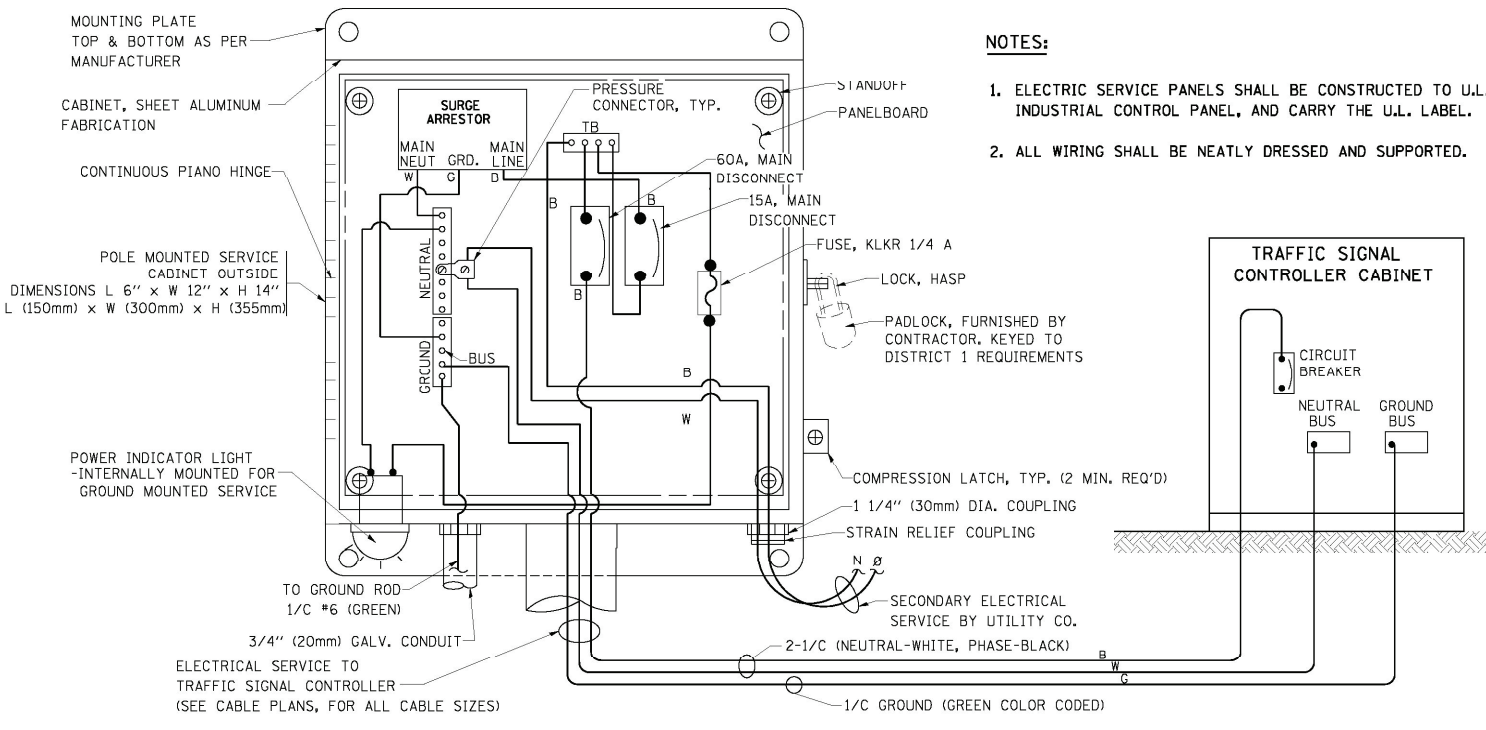 MOUNTING PLATE
TOP & BOTTOM AS PER
MANUFACTURER
CABINET, SHEET ALUMINUM
FABRICATION
CONTINUOUS PIANO HINGE
POLE MOUNTED SERVICE
CABINET OUTSIDE
DIMENSIONS L 6" x W 12" x H 14"
L (150mm) x W (300mm) x H (355mm)
POWER INDICATOR LIGHT
-INTERNALLY MOUNTED FOR
GROUND MOUNTED SERVICE
SURGE
ARRESTOR
MAIN
NEUT
GRD.
MAIN
LINE
W
G
D
PRESSURE
CONNECTOR, TYP.
TB
STANDOFF
PANELBOARD
60A, MAIN
DISCONNECT
15A, MAIN
DISCONNECT
B
B
B
FUSE, KLKR 1/4 A
LOCK, HASP
PADLOCK, FURNISHED BY
CONTRACTOR. KEYED TO
DISTRICT 1 REQUIREMENTS
NEUTRAL
GROUND
BUS
B
W
COMPRESSION LATCH, TYP. (2 MIN. REQ'D)
1 1/4" (30mm) DIA. COUPLING
STRAIN RELIEF COUPLING
N Ø
SECONDARY ELECTRICAL
SERVICE BY UTILITY CO.
TO GROUND ROD
1/C #6 (GREEN)
3/4" (20mm) GALV. CONDUIT
ELECTRICAL SERVICE TO
TRAFFIC SIGNAL CONTROLLER
(SEE CABLE PLANS, FOR ALL CABLE SIZES)
2-1/C (NEUTRAL-WHITE, PHASE-BLACK)
B
W
G
1/C GROUND (GREEN COLOR CODED)
NOTES:
1. ELECTRIC SERVICE PANELS SHALL BE CONSTRUCTED TO U.L.
INDUSTRIAL CONTROL PANEL, AND CARRY THE U.L. LABEL.
2. ALL WIRING SHALL BE NEATLY DRESSED AND SUPPORTED.
TRAFFIC SIGNAL
CONTROLLER CABINET
CIRCUIT
BREAKER
NEUTRAL
BUS
GROUND
BUS